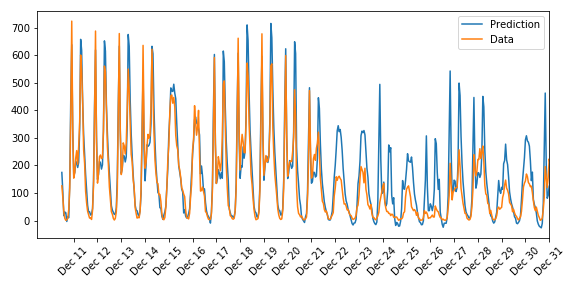 700
600
500
400
300
200
100
0
Prediction
Data
Dec 11
Dec 12
Dec 13
Dec 14
Dec 15
Dec 16
Dec 17
Dec 18
Dec 19
Dec 20
Dec 21
Dec 22
Dec 23
Dec 24
Dec 25
Dec 26
Dec 27
Dec 28
Dec 29
Dec 30
Dec 31